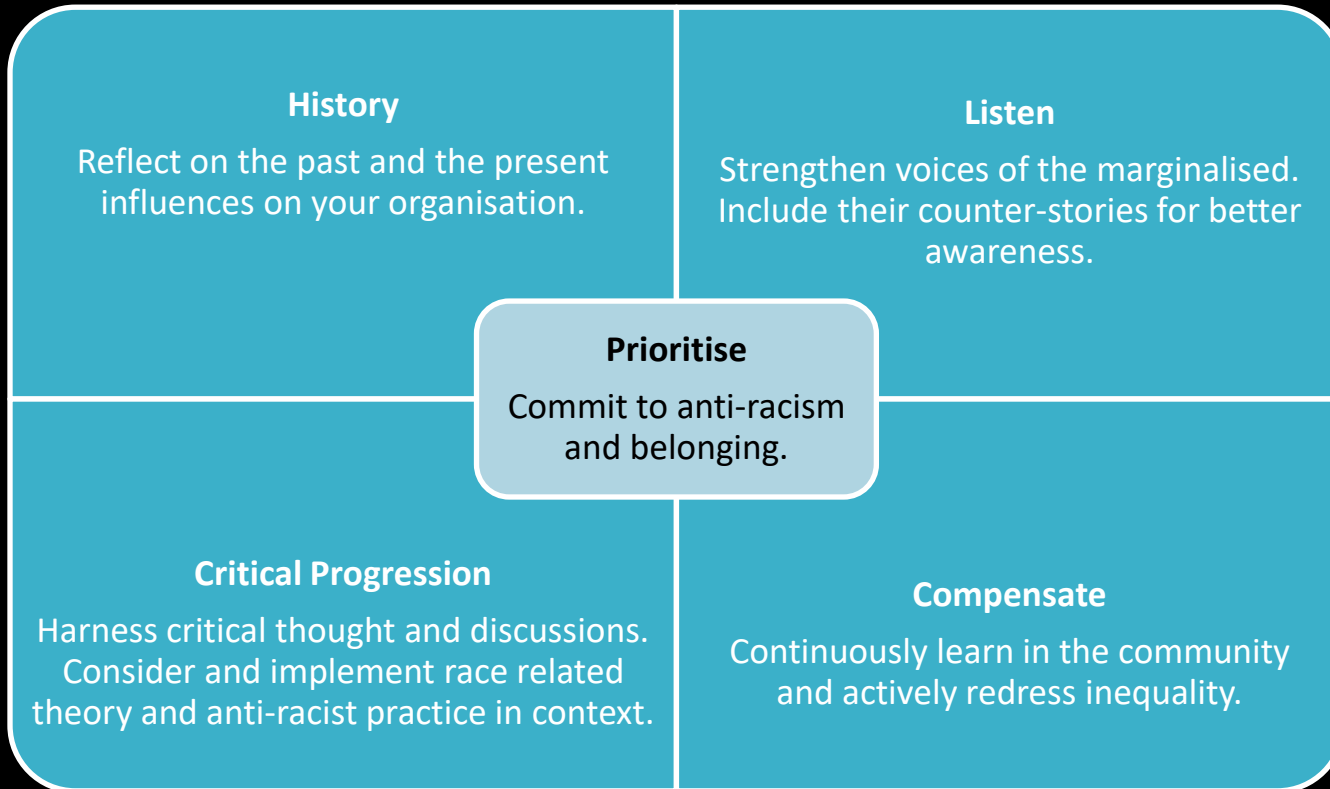 History
Reflect on the past and the present
influences on your organisation.
Listen
Strengthen voices of the marginalised.
Include their counter-stories for better
awareness.
Prioritise
Commit to anti-racism
and belonging.
Critical Progression
Harness critical thought and discussions.
Consider and implement race related
theory and anti-racist practice in context.
Compensate
Continuously learn in the community
and actively redress inequality.